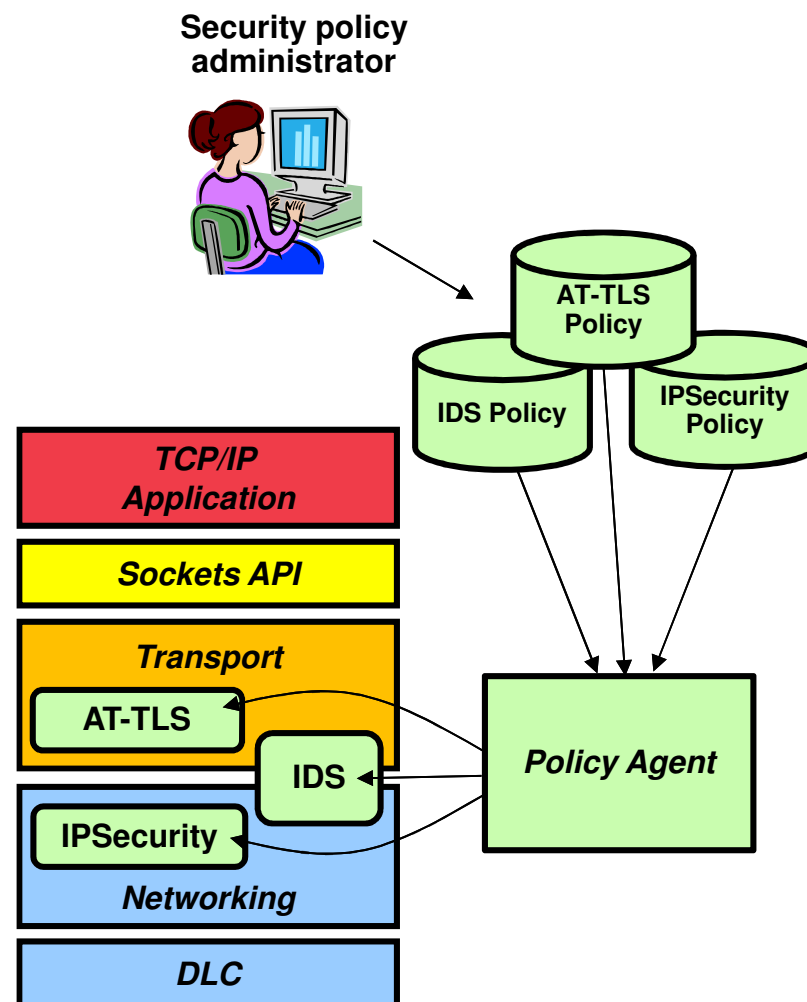 Security policy
administrator
AT-TLS
Policy
IDS Policy
IPSecurity
Policy
TCP/IP
Application
Sockets API
Transport
AT-TLS
IDS
Policy Agent
IPSecurity
Networking
DLC